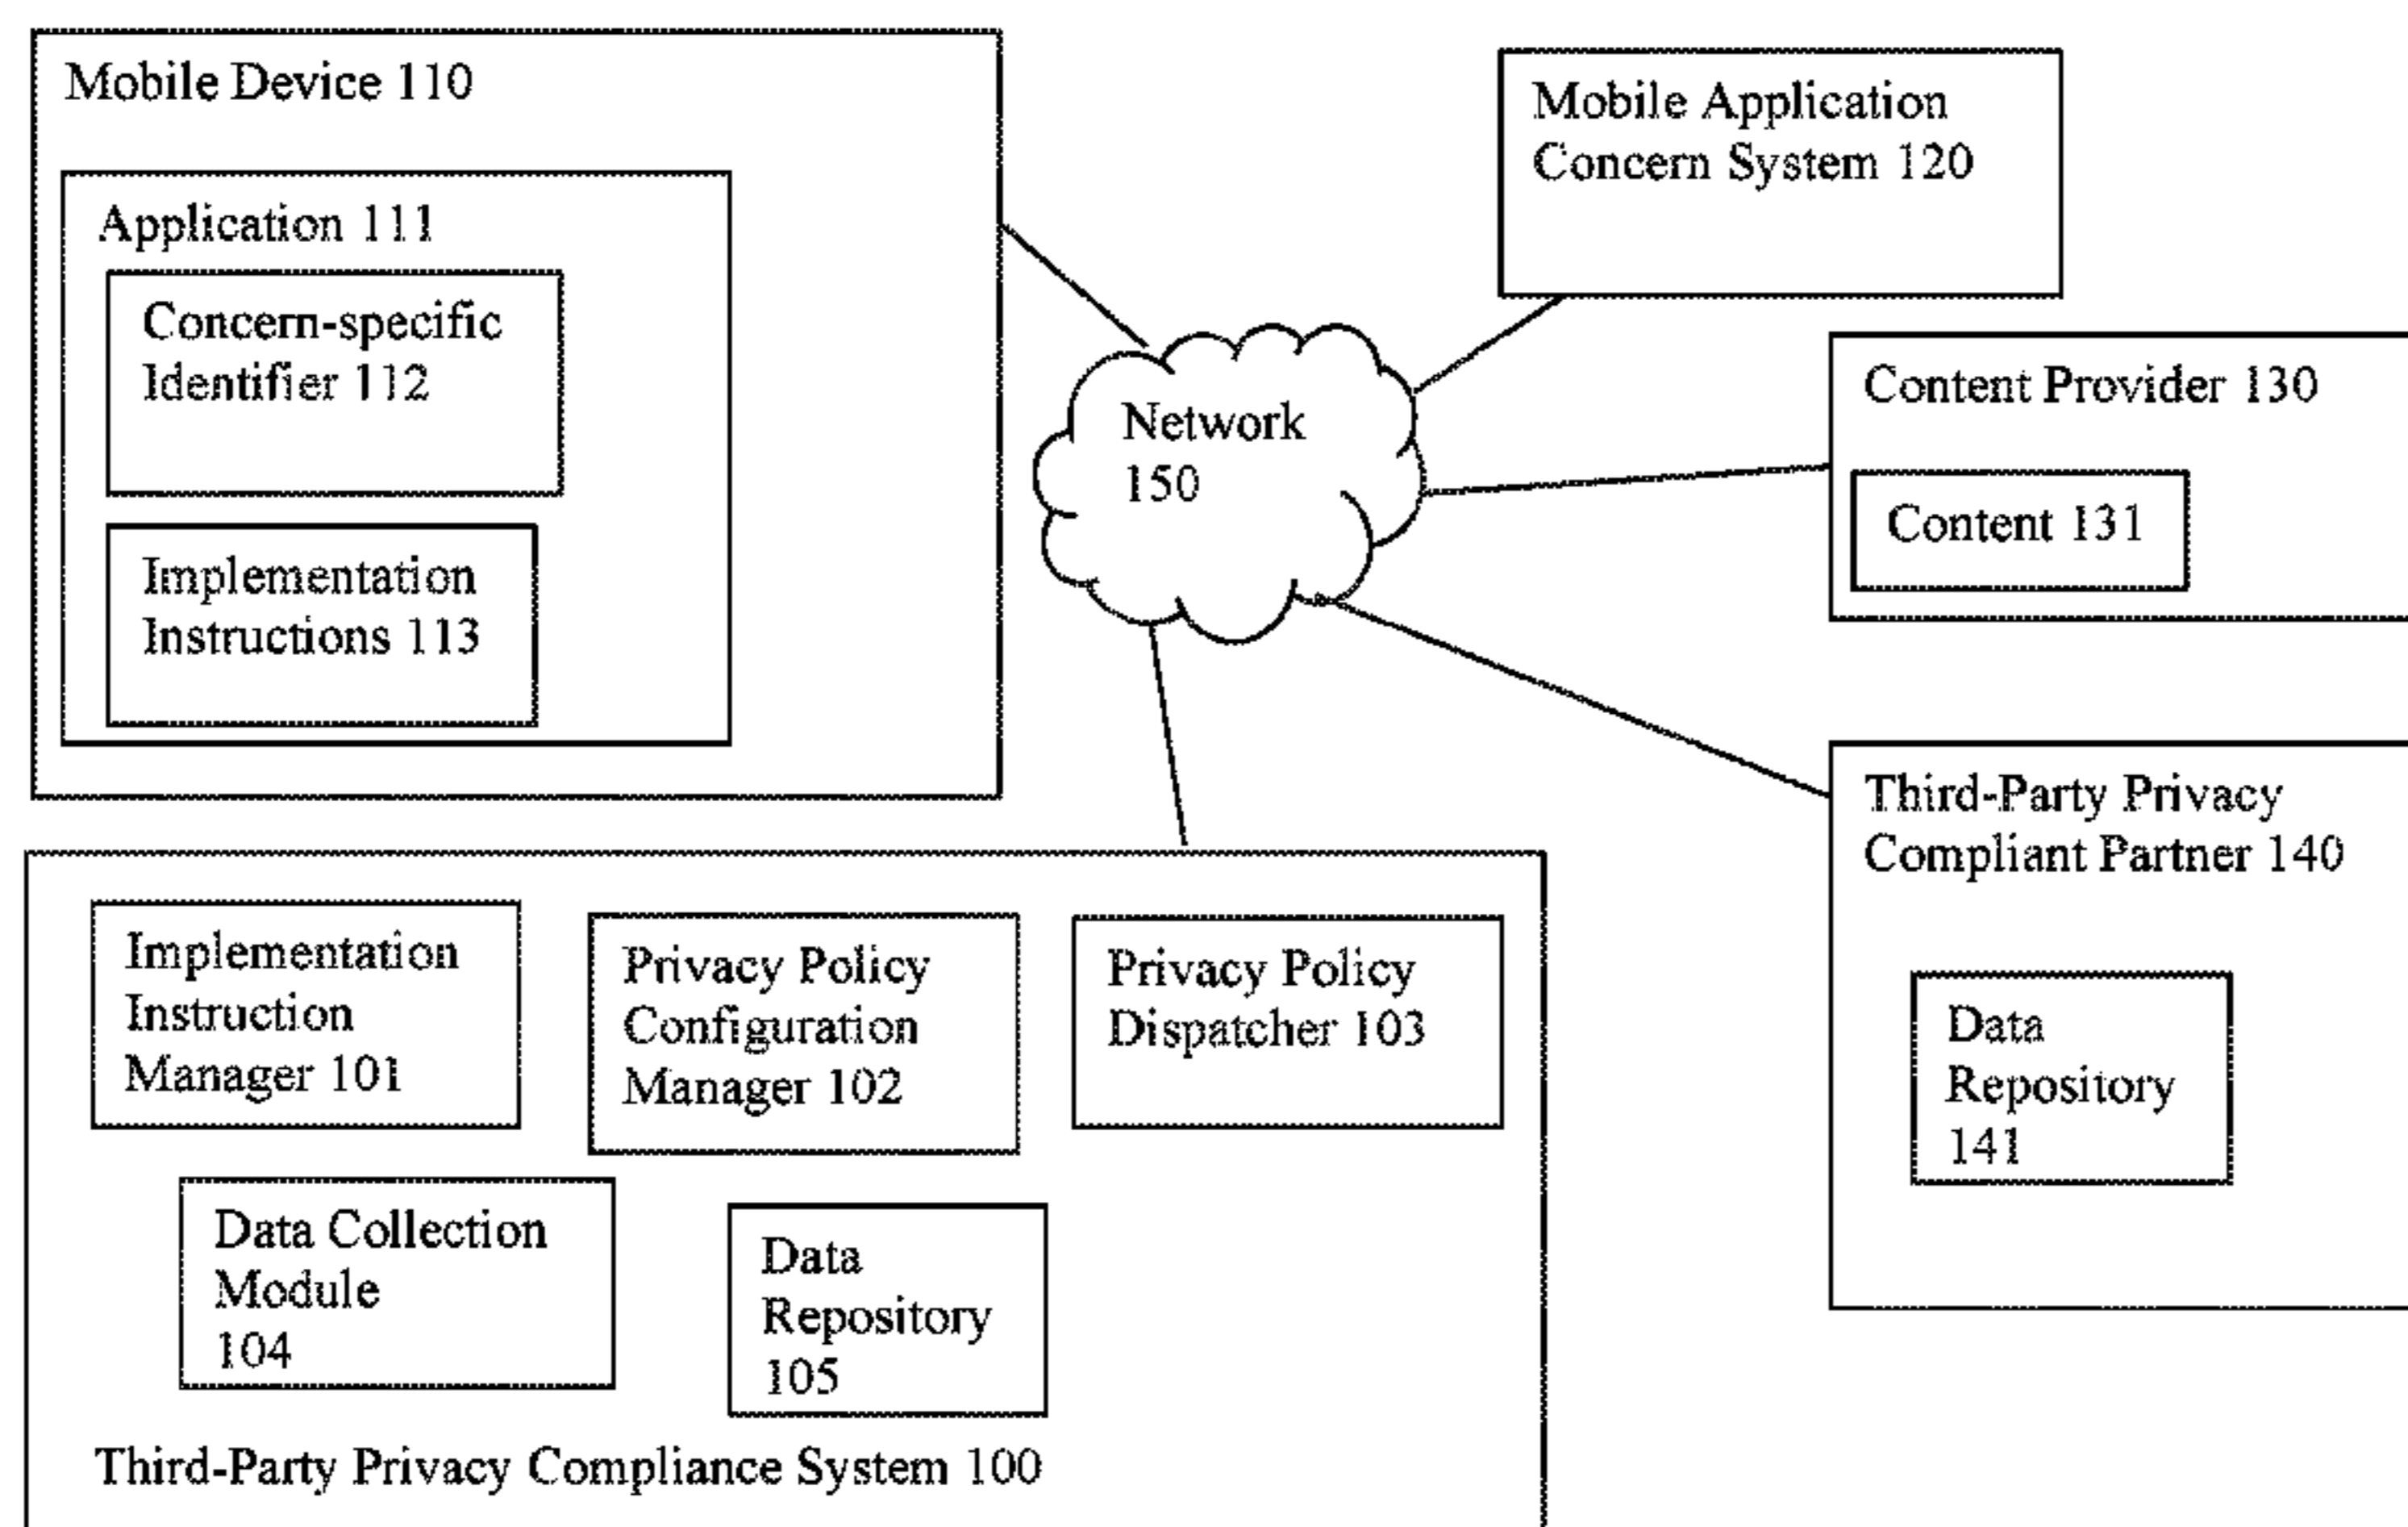 Mobile Device 110
Application 111
Concern-specific
Identifier 112
Implementation
Instructions 113
Network
150
Mobile Application
Concern System 120
Content Provider 130
Content 131
Third-Party Privacy
Compliant Partner 140
Data
Repository
141
Implementation
Instruction
Manager 101
Privacy Policy
Configuration
Manager 102
Privacy Policy
Dispatcher 103
Data Collection
Module
104
Data
Repository
105
Third-Party Privacy Compliance System 100